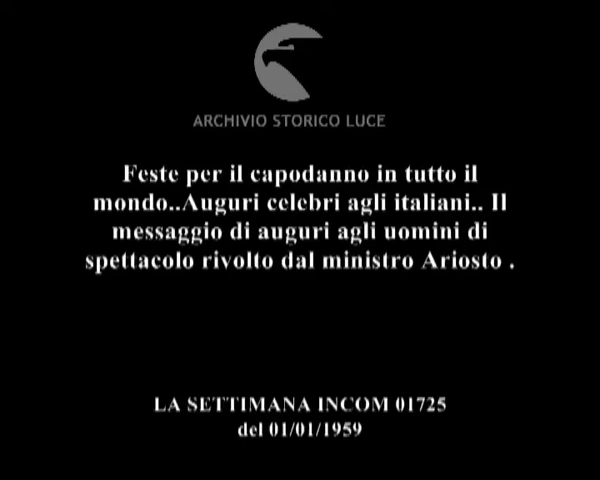 ARCHIVIO STORICO LUCE
Feste per il capodanno in tutto il
mondo..Auguri celebri agli italiani.. Il
messaggio di auguri agli uomini di
spettacolo rivolto dal ministro Ariosto .
LA SETTIMANA INCOM 01725
del 01/01/1959